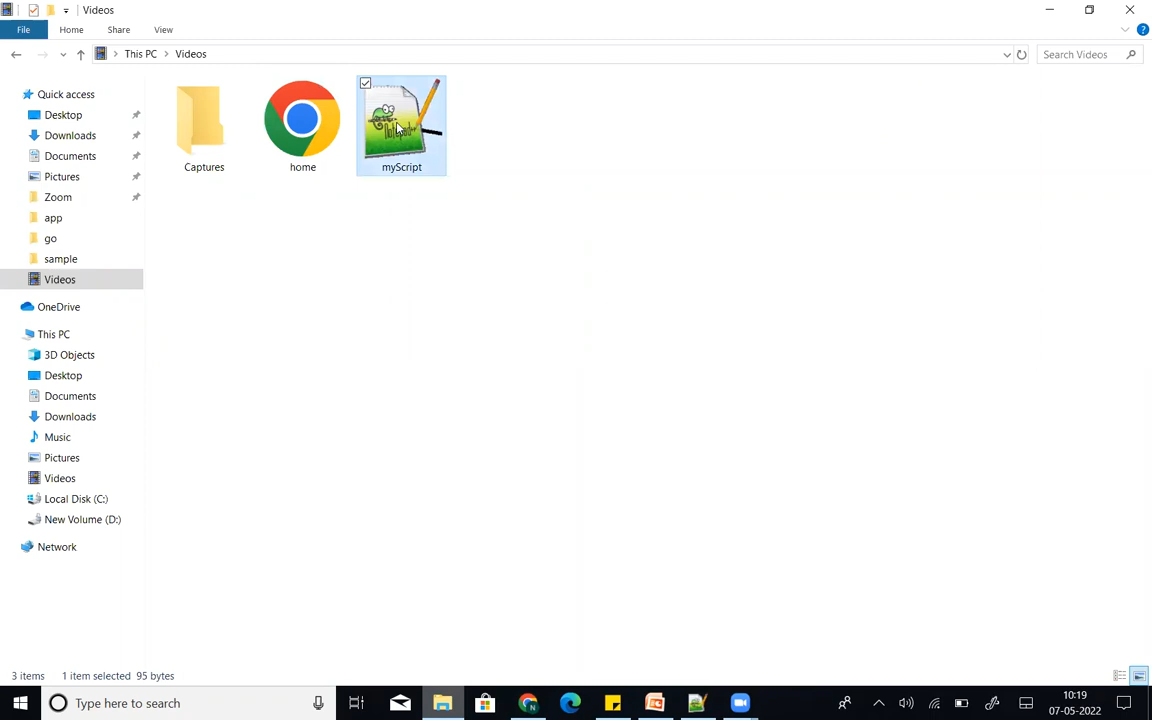 Videos
File Home Share View
This PC Videos Search Videos
Quick access
Desktop
Downloads
Documents
Pictures
Zoom
app
go
sample
Videos
OneDrive
This PC
3D Objects
Desktop
Documents
Downloads
Music
Pictures
Videos
Local Disk (C:)
New Volume (D:)
Network
Captures home myScript
3 items 1 item selected 95 bytes
Type here to search
10:19
07-05-2022